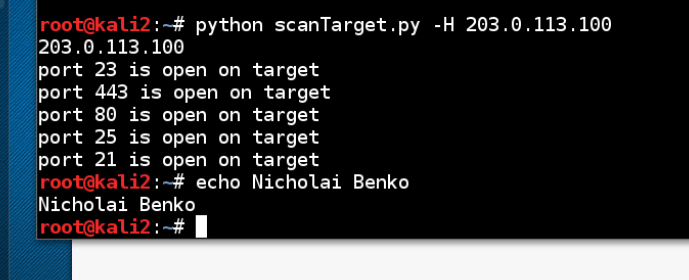 root@kali2:~# python scanTarget.py -H 203.0.113.100
203.0.113.100
port 23 is open on target
port 443 is open on target
port 80 is open on target
port 25 is open on target
port 21 is open on target
root@kali2:~# echo Nicholai Benko
Nicholai Benko
root@kali2:~#